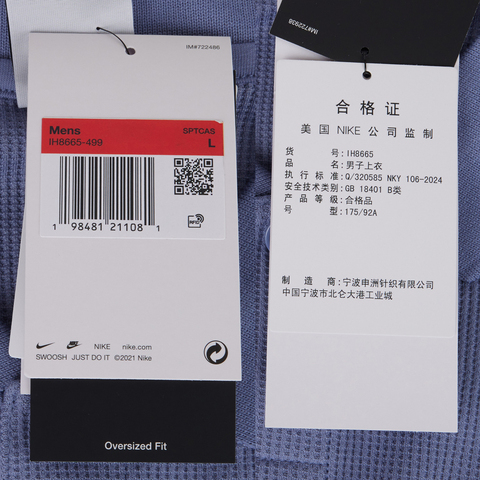 IM#722486
Mens
SPTCAS
IH8665-499
L
1 98481 21108 1
NIKE nike.com
SWOOSH JUST DO IT ©2021 Nike
Oversized Fit
IM#722938
合格证
美国 NIKE 公司监制
货 号:IH8665
品 名:男子上衣
执行标准:Q/320585 NKY 106-2024
安全技术类别:GB 18401 B类
产品等级:合格品
号 型:175/92A
制造商:宁波申洲针织有限公司
中国宁波市北仑大港工业城